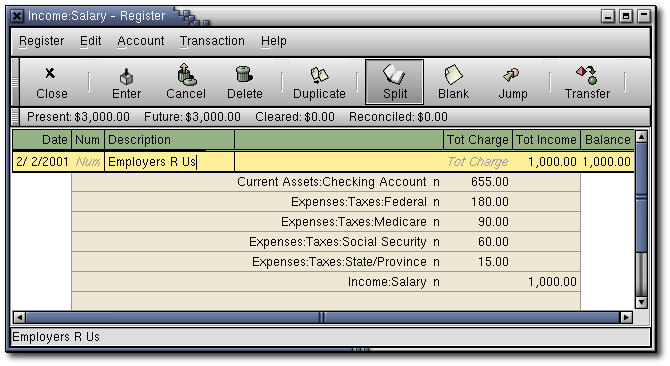 Income:Salary - Register
Register Edit Account Transaction Help
Close Enter Cancel Delete Duplicate Split Blank Jump Transfer
Present: $3,000.00 Future: $3,000.00 Cleared: $0.00 Reconciled: $0.00
Date Num Description Tot Charge Tot Income Balance
2/ 2/2001 Num Employers R Us Tot Charge 1,000.00 1,000.00
Current Assets:Checking Account n 655.00
Expenses:Taxes:Federal n 180.00
Expenses:Taxes:Medicare n 90.00
Expenses:Taxes:Social Security n 60.00
Expenses:Taxes:State/Province n 15.00
Income:Salary n 1,000.00
Employers R Us